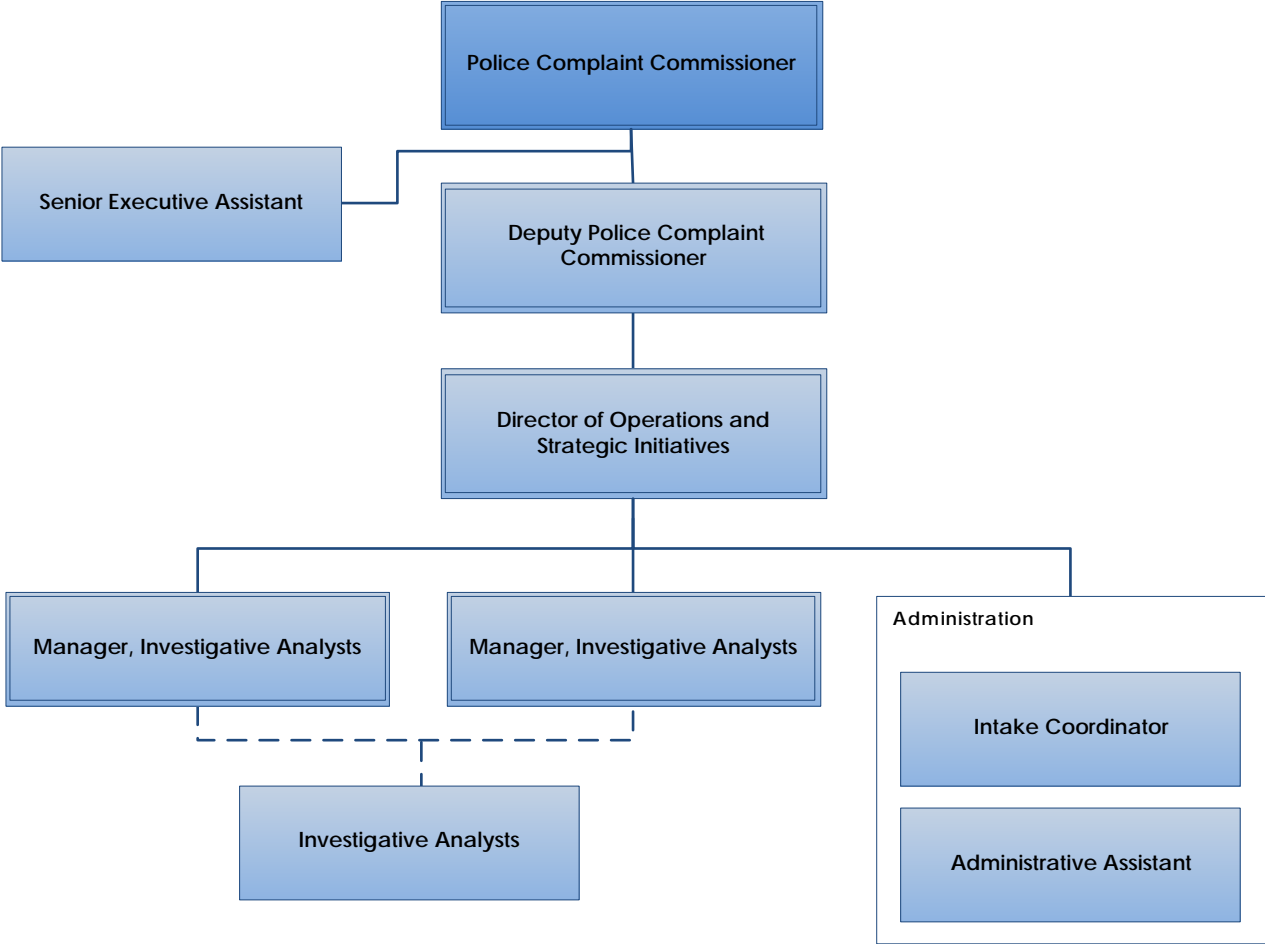 Police Complaint Commissioner
Senior Executive Assistant
Deputy Police Complaint
Commissioner
Director of Operations and
Strategic Initiatives
Manager, Investigative Analysts
Manager, Investigative Analysts
Administration
Intake Coordinator
Investigative Analysts
Administrative Assistant